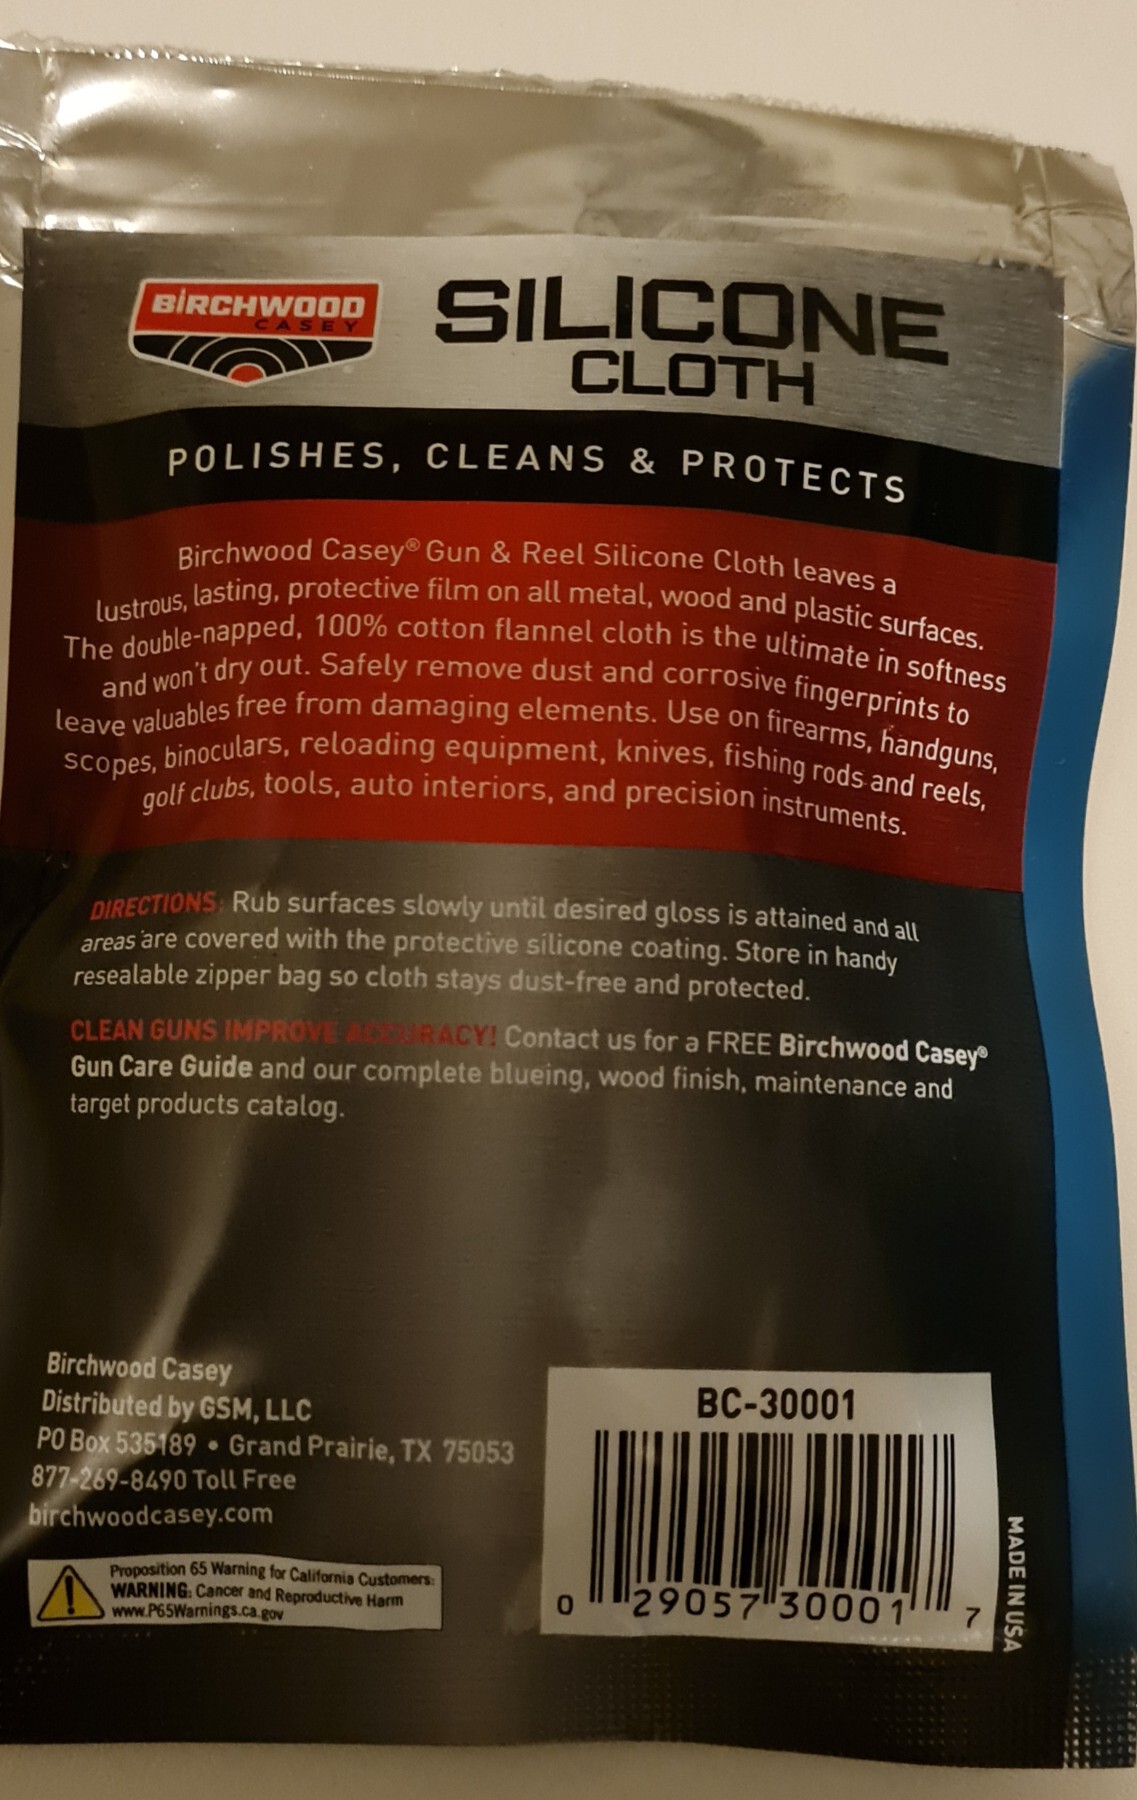 BIRCHWOOD
CASEY
SILICONE
CLOTH
POLISHES, CLEANS & PROTECTS
Birchwood Casey® Gun & Reel Silicone Cloth leaves a
lustrous, lasting, protective film on all metal, wood and plastic surfaces.
The double-napped, 100% cotton flannel cloth is the ultimate in softness
and won't dry out. Safely remove dust and corrosive fingerprints to
leave valuables free from damaging elements. Use on firearms, handguns,
scopes, binoculars, reloading equipment, knives, fishing rods and reels,
golf clubs, tools, auto interiors, and precision instruments.
DIRECTIONS: Rub surfaces slowly until desired gloss is attained and all
areas are covered with the protective silicone coating. Store in handy
resealable zipper bag so cloth stays dust-free and protected.
CLEAN GUNS IMPROVE ACCURACY! Contact us for a FREE Birchwood Casey®
Gun Care Guide and our complete blueing, wood finish, maintenance and
target products catalog.
Birchwood Casey
Distributed by GSM, LLC
PO Box 535189 • Grand Prairie, TX 75053
877-269-8490 Toll Free
birchwoodcasey.com
Proposition 65 Warning for California Customers:
WARNING: Cancer and Reproductive Harm
www.P65Warnings.ca.gov
BC-30001
0 29057 30001 7
MADE IN USA